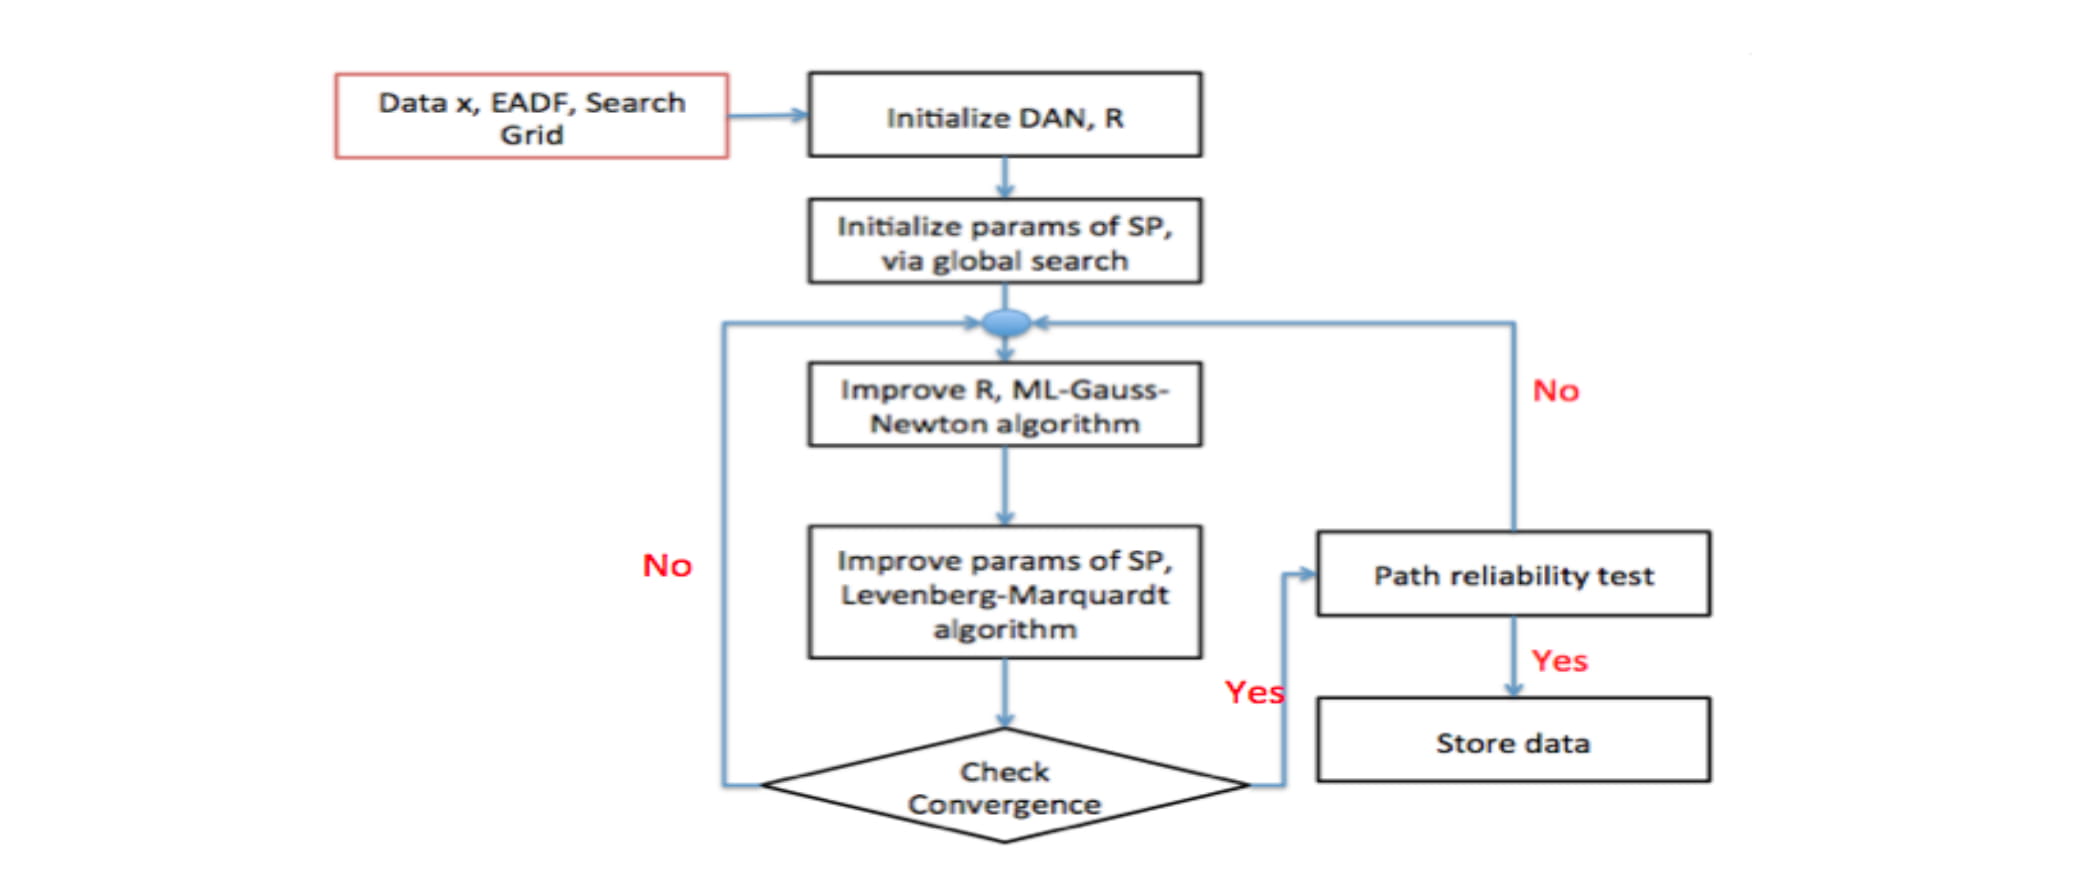 Data x, EADF, Search
Grid
Initialize DAN, R
Initialize params of SP,
via global search
Improve R, ML-Gauss-
Newton algorithm
No
No
Improve params of SP,
Levenberg-Marquardt
algorithm
Path reliability test
Yes
Yes
Store data
Check
Convergence